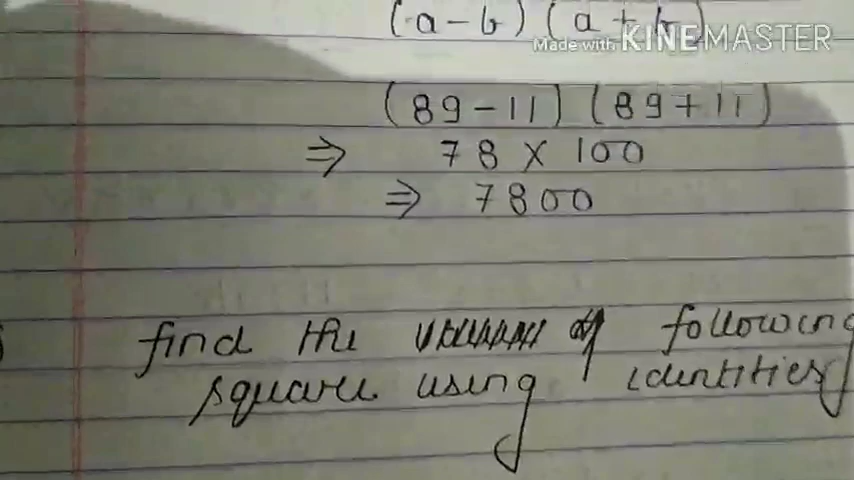 (a-b) (a+b)
Made with KINEMASTER
(89-11) (89+11)
⇒ 78 X 100
⇒ 7800
find the following
square using identities